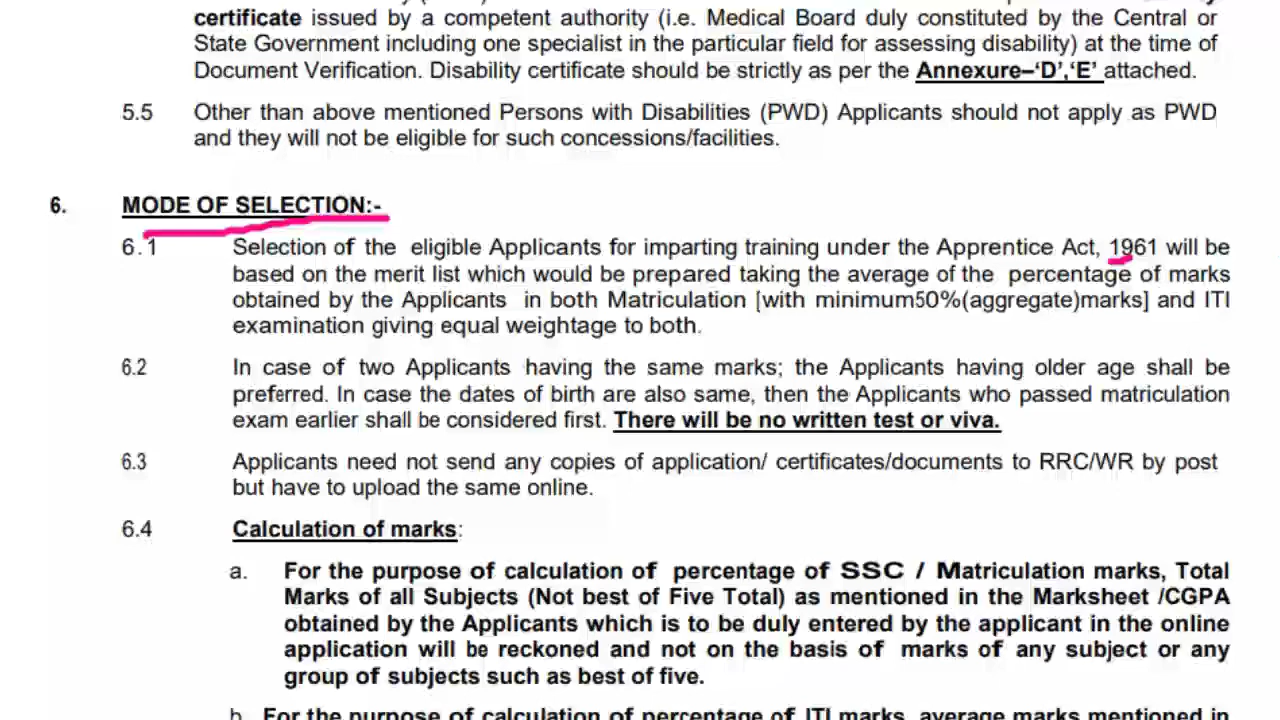 certificate issued by a competent authority (i.e. Medical Board duly constituted by the Central or
State Government including one specialist in the particular field for assessing disability) at the time of
Document Verification. Disability certificate should be strictly as per the Annexure–‘D’,‘E’ attached.
5.5 Other than above mentioned Persons with Disabilities (PWD) Applicants should not apply as PWD
and they will not be eligible for such concessions/facilities.
6. MODE OF SELECTION:-
6.1 Selection of the eligible Applicants for imparting training under the Apprentice Act, 1961 will be
based on the merit list which would be prepared taking the average of the percentage of marks
obtained by the Applicants in both Matriculation [with minimum50%(aggregate)marks] and ITI
examination giving equal weightage to both.
6.2 In case of two Applicants having the same marks; the Applicants having older age shall be
preferred. In case the dates of birth are also same, then the Applicants who passed matriculation
exam earlier shall be considered first. There will be no written test or viva.
6.3 Applicants need not send any copies of application/ certificates/documents to RRC/WR by post
but have to upload the same online.
6.4 Calculation of marks:
a. For the purpose of calculation of percentage of SSC / Matriculation marks, Total
Marks of all Subjects (Not best of Five Total) as mentioned in the Marksheet /CGPA
obtained by the Applicants which is to be duly entered by the applicant in the online
application will be reckoned and not on the basis of marks of any subject or any
group of subjects such as best of five.
b. For the purpose of calculation of percentage of ITI marks, average marks mentioned in